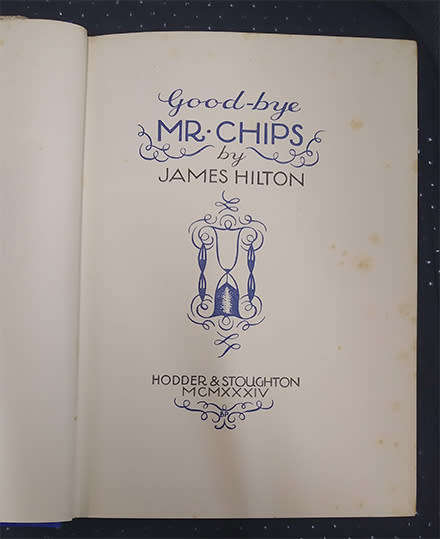 Good-bye
MR·CHIPS
by
JAMES HILTON
HODDER & STOUGHTON
MCMXXXIV